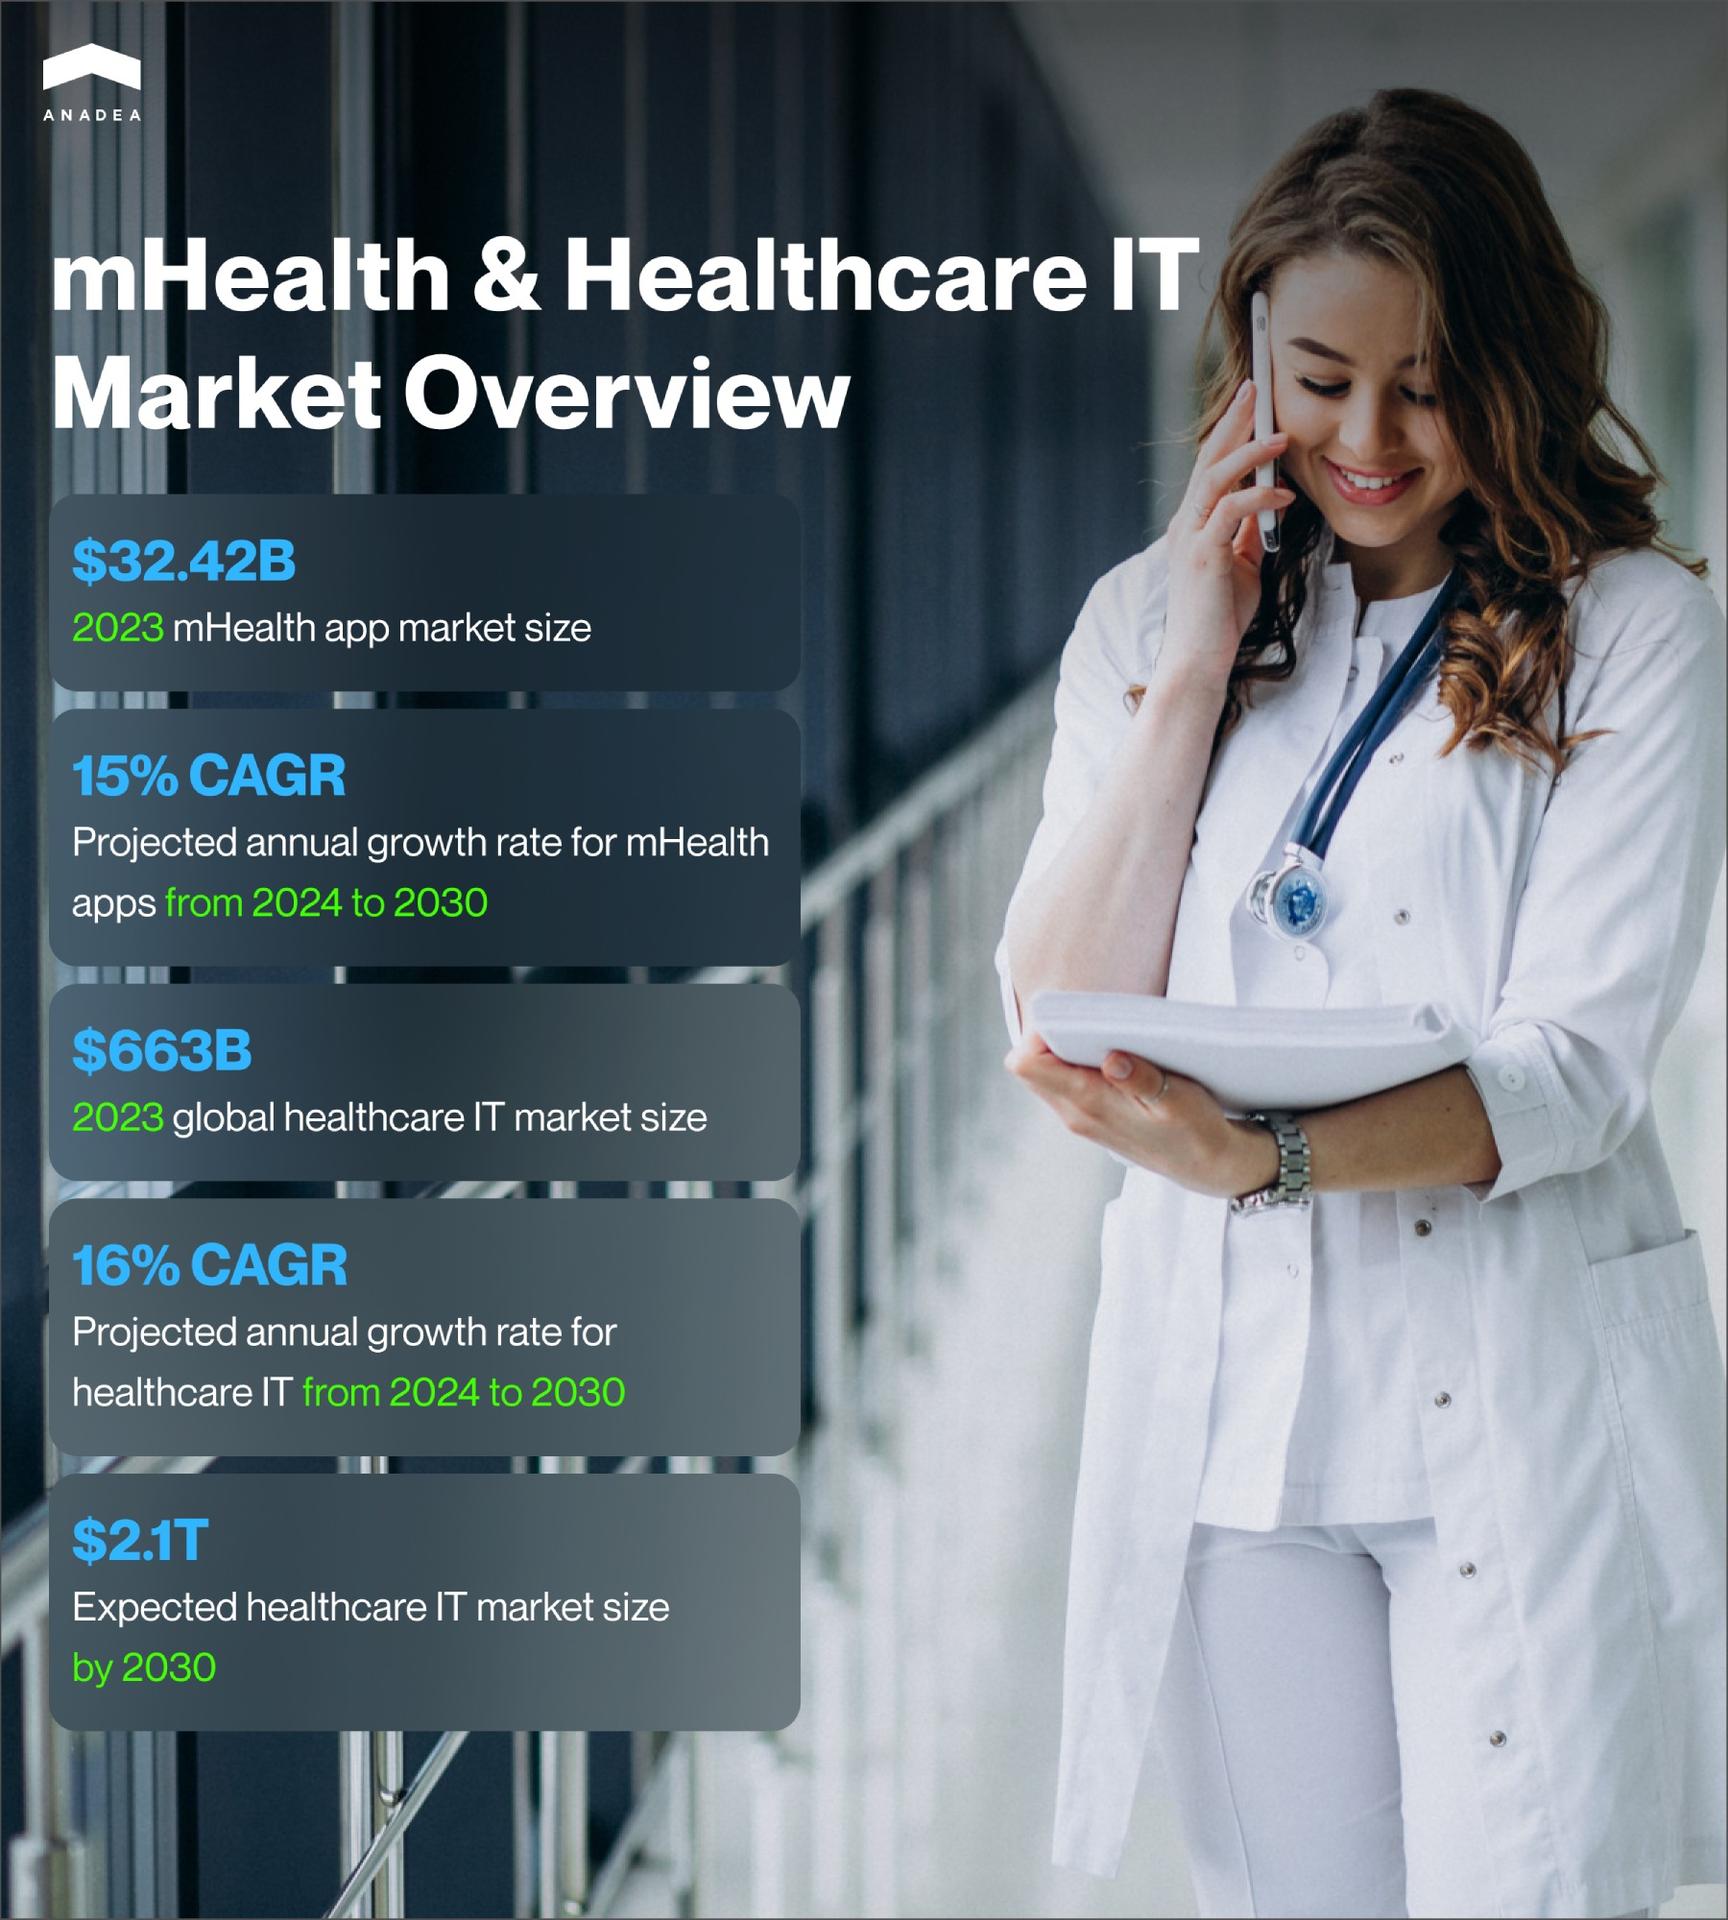 ANADEA
mHealth & Healthcare IT
Market Overview
$32.42B
2023 mHealth app market size
15% CAGR
Projected annual growth rate for mHealth
apps from 2024 to 2030
$663B
2023 global healthcare IT market size
16% CAGR
Projected annual growth rate for
healthcare IT from 2024 to 2030
$2.1T
Expected healthcare IT market size
by 2030